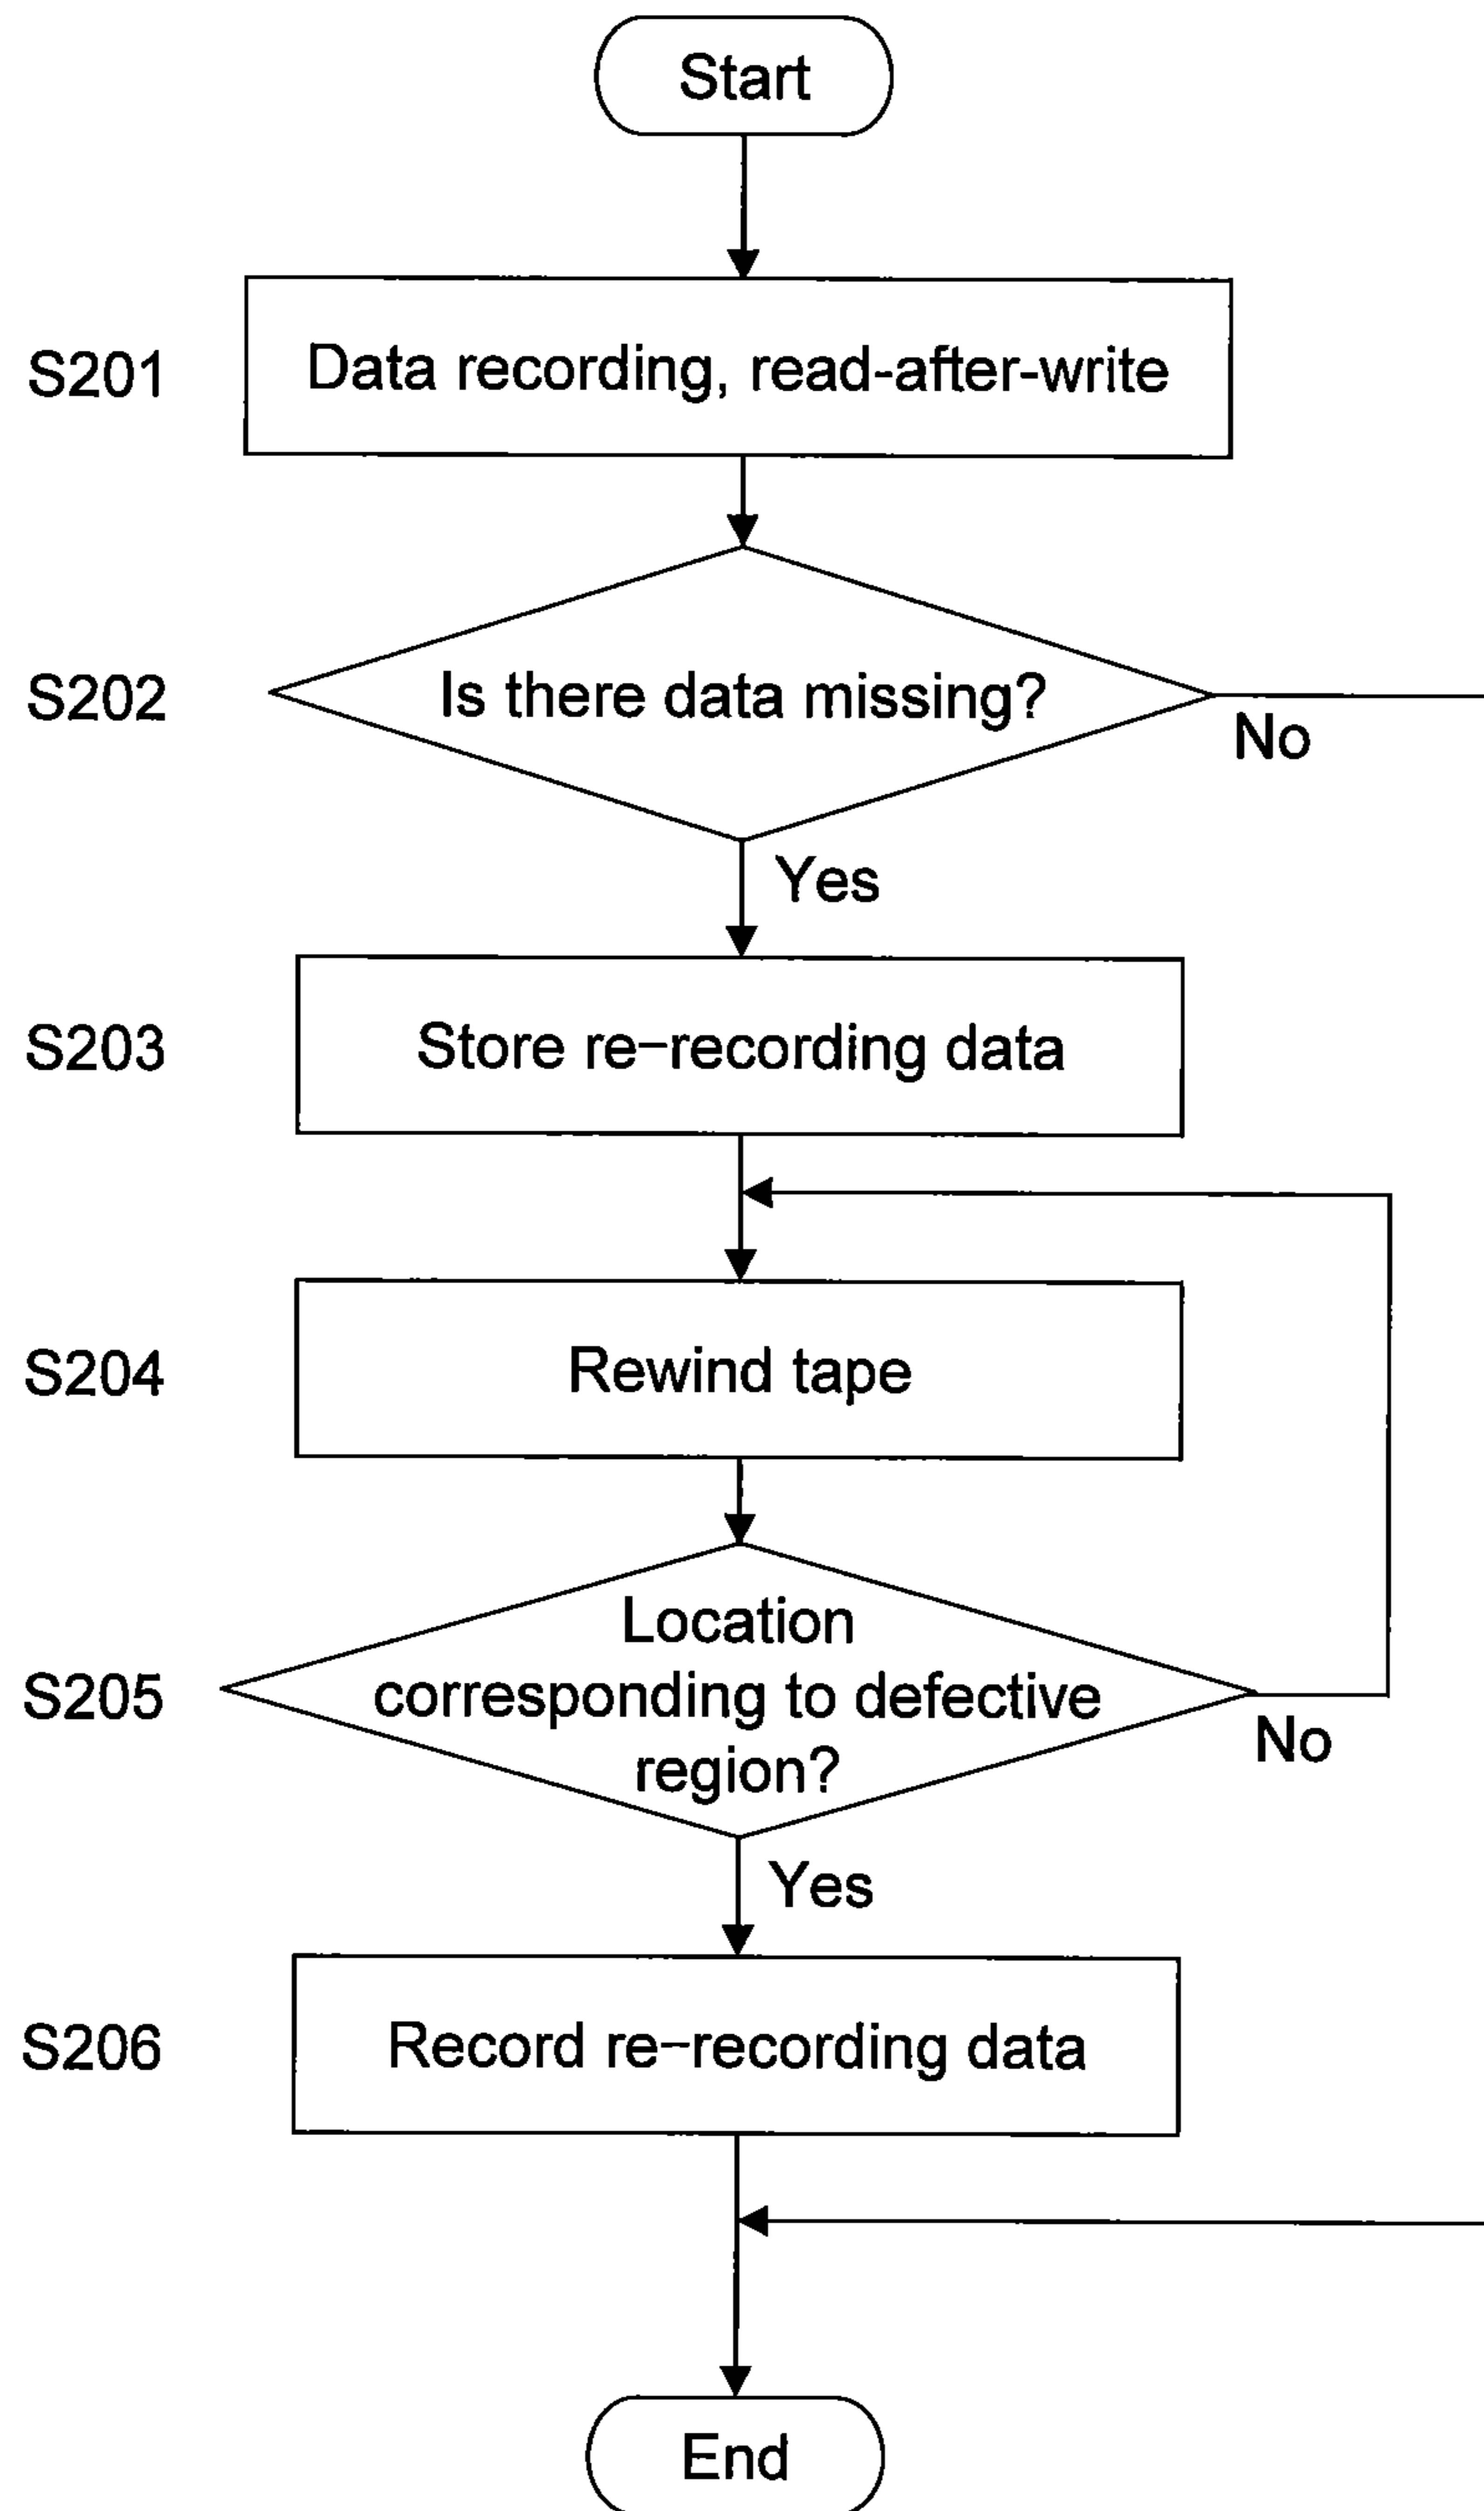 Start
S201
Data recording, read-after-write
S202
Is there data missing?
No
Yes
S203
Store re-recording data
S204
Rewind tape
S205
Location
corresponding to defective
region?
No
Yes
S206
Record re-recording data
End